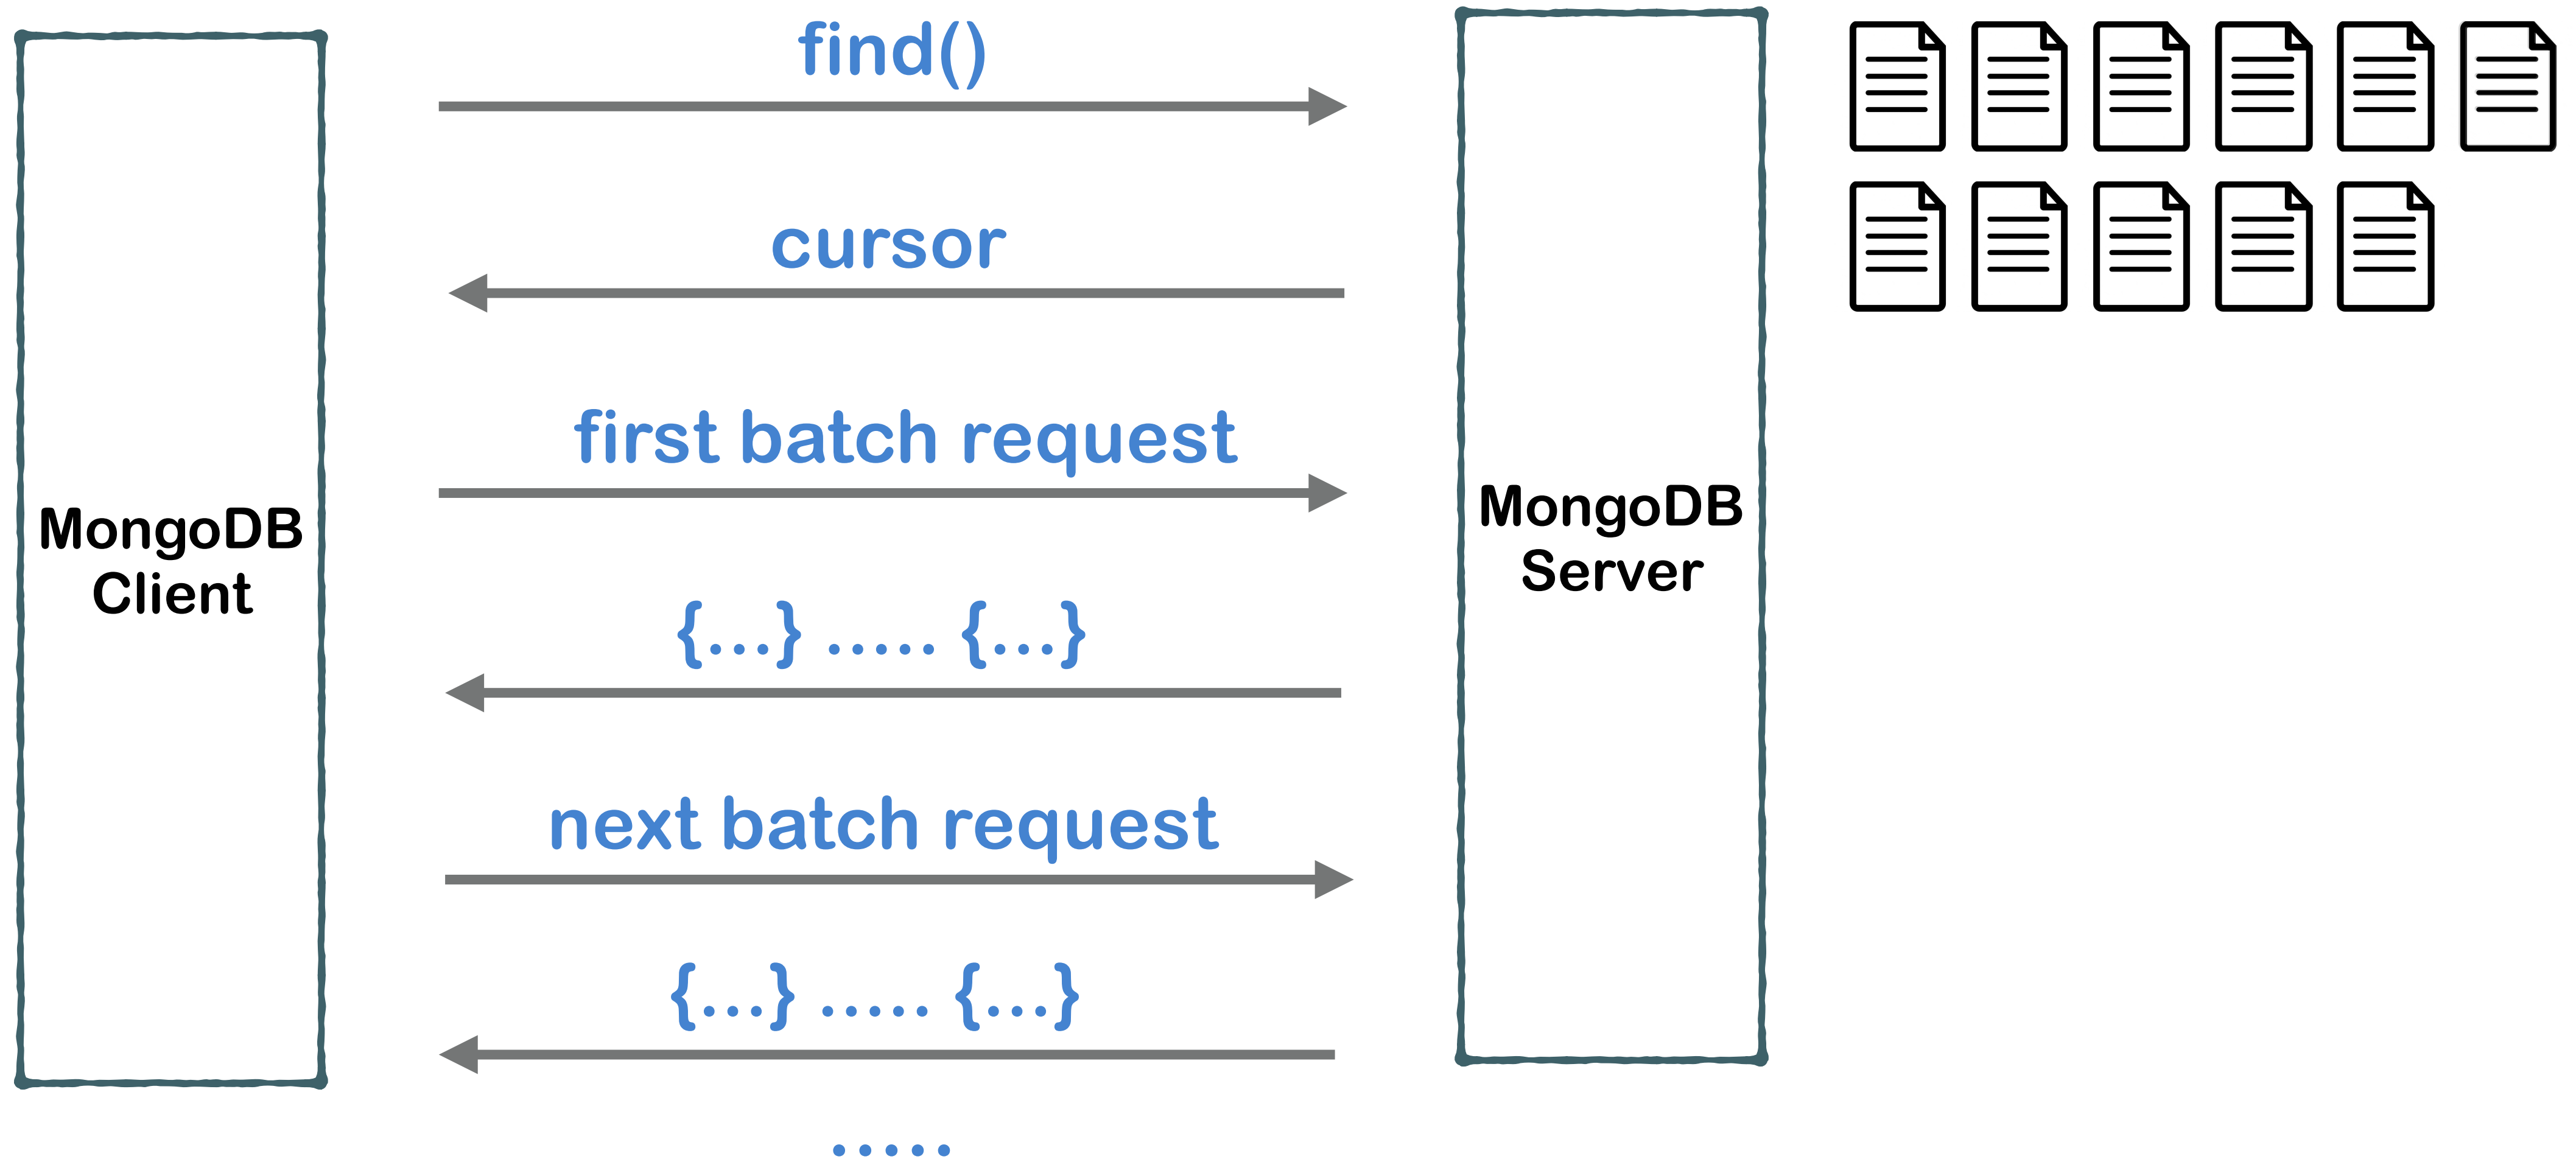 find()
cursor
first batch request
MongoDB
Client
MongoDB
Server
{...} ..... {...}
next batch request
{...} ..... {...}
.....